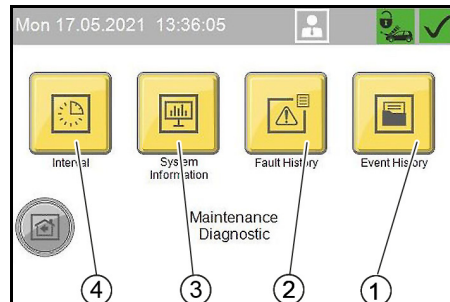 Mon 17.05.2021 13:36:05
Interval
System
Information
Fault History
Event History
Maintenance
Diagnostic
4
3
2
1